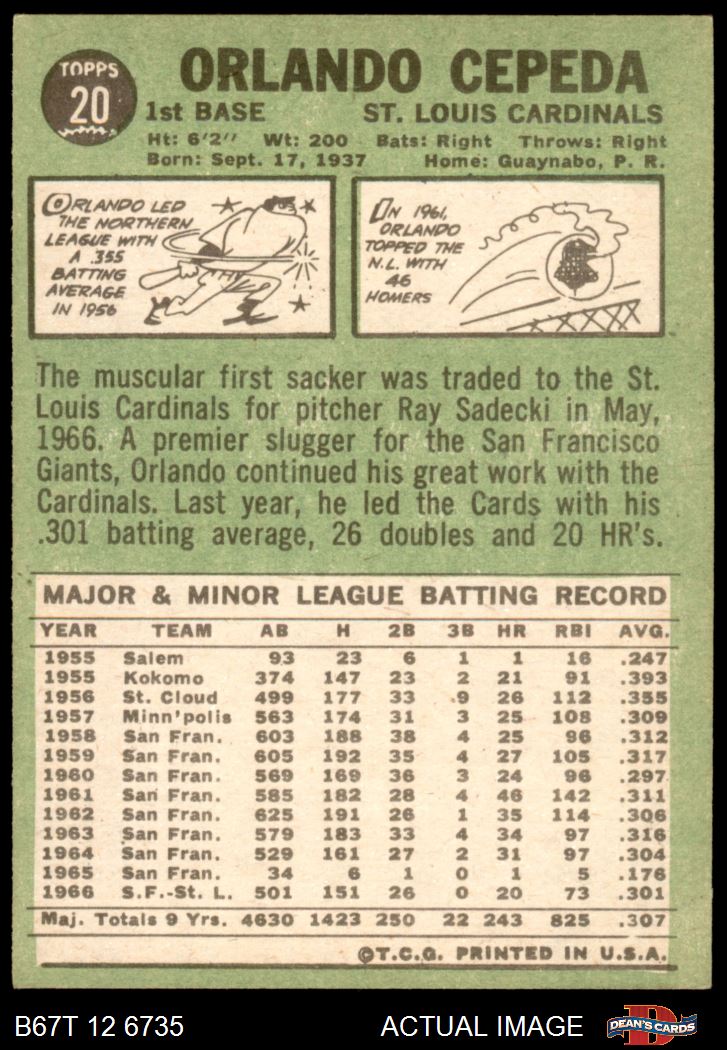 TOPPS
20
ORLANDO CEPEDA
1st BASE ST. LOUIS CARDINALS
Ht: 6'2" Wt: 200 Bats: Right Throws: Right
Born: Sept. 17, 1937 Home: Guaynabo, P. R.
ORLANDO LED
THE NORTHERN
LEAGUE WITH
A .355
BATTING
AVERAGE
IN 1956
IN 1961,
ORLANDO
TOPPED THE
N.L. WITH
46
HOMERS
The muscular first sacker was traded to the St.
Louis Cardinals for pitcher Ray Sadecki in May,
1966. A premier slugger for the San Francisco
Giants, Orlando continued his great work with the
Cardinals. Last year, he led the Cards with his
.301 batting average, 26 doubles and 20 HR's.
MAJOR & MINOR LEAGUE BATTING RECORD
YEAR TEAM AB H 2B 3B HR RBI AVG.
1955 Salem 93 23 6 1 1 16 .247
1955 Kokomo 374 147 23 2 21 91 .393
1956 St. Cloud 499 177 33 9 26 112 .355
1957 Minn'polis 563 174 31 3 25 108 .309
1958 San Fran. 603 188 38 4 25 96 .312
1959 San Fran. 605 192 35 4 27 105 .317
1960 San Fran. 569 169 36 3 24 96 .297
1961 San Fran. 585 182 28 4 46 142 .311
1962 San Fran. 625 191 26 1 35 114 .306
1963 San Fran. 579 183 33 4 34 97 .316
1964 San Fran. 529 161 27 2 31 97 .304
1965 San Fran. 34 6 1 0 1 5 .176
1966 S.F.-St. L. 501 151 26 0 20 73 .301
Maj. Totals 9 Yrs. 4630 1423 250 22 243 825 .307
©T.C.G. PRINTED IN U.S.A.
B67T 12 6735 ACTUAL IMAGE DEAN'S CARDS